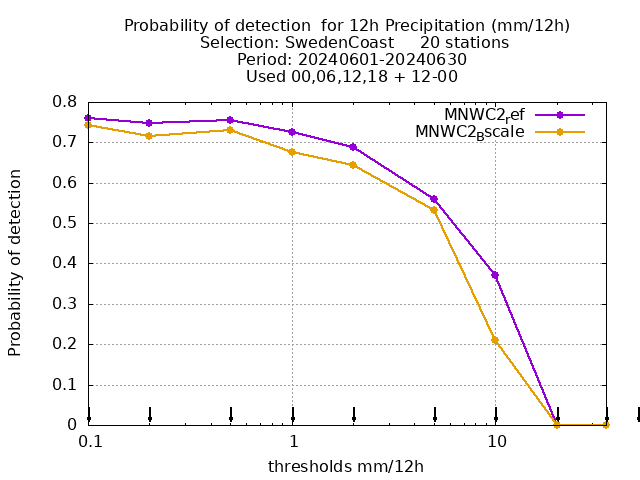 Probability of detection  for 12h Precipitation (mm/12h)
Selection: SwedenCoast     20 stations
Period: 20240601-20240630
Used 00,06,12,18 + 12-00
MNWC2_ref
MNWC2_Bscale
0.8
0.7
0.6
0.5
0.4
0.3
0.2
0.1
0
Probability of detection
0.1
1
10
thresholds mm/12h